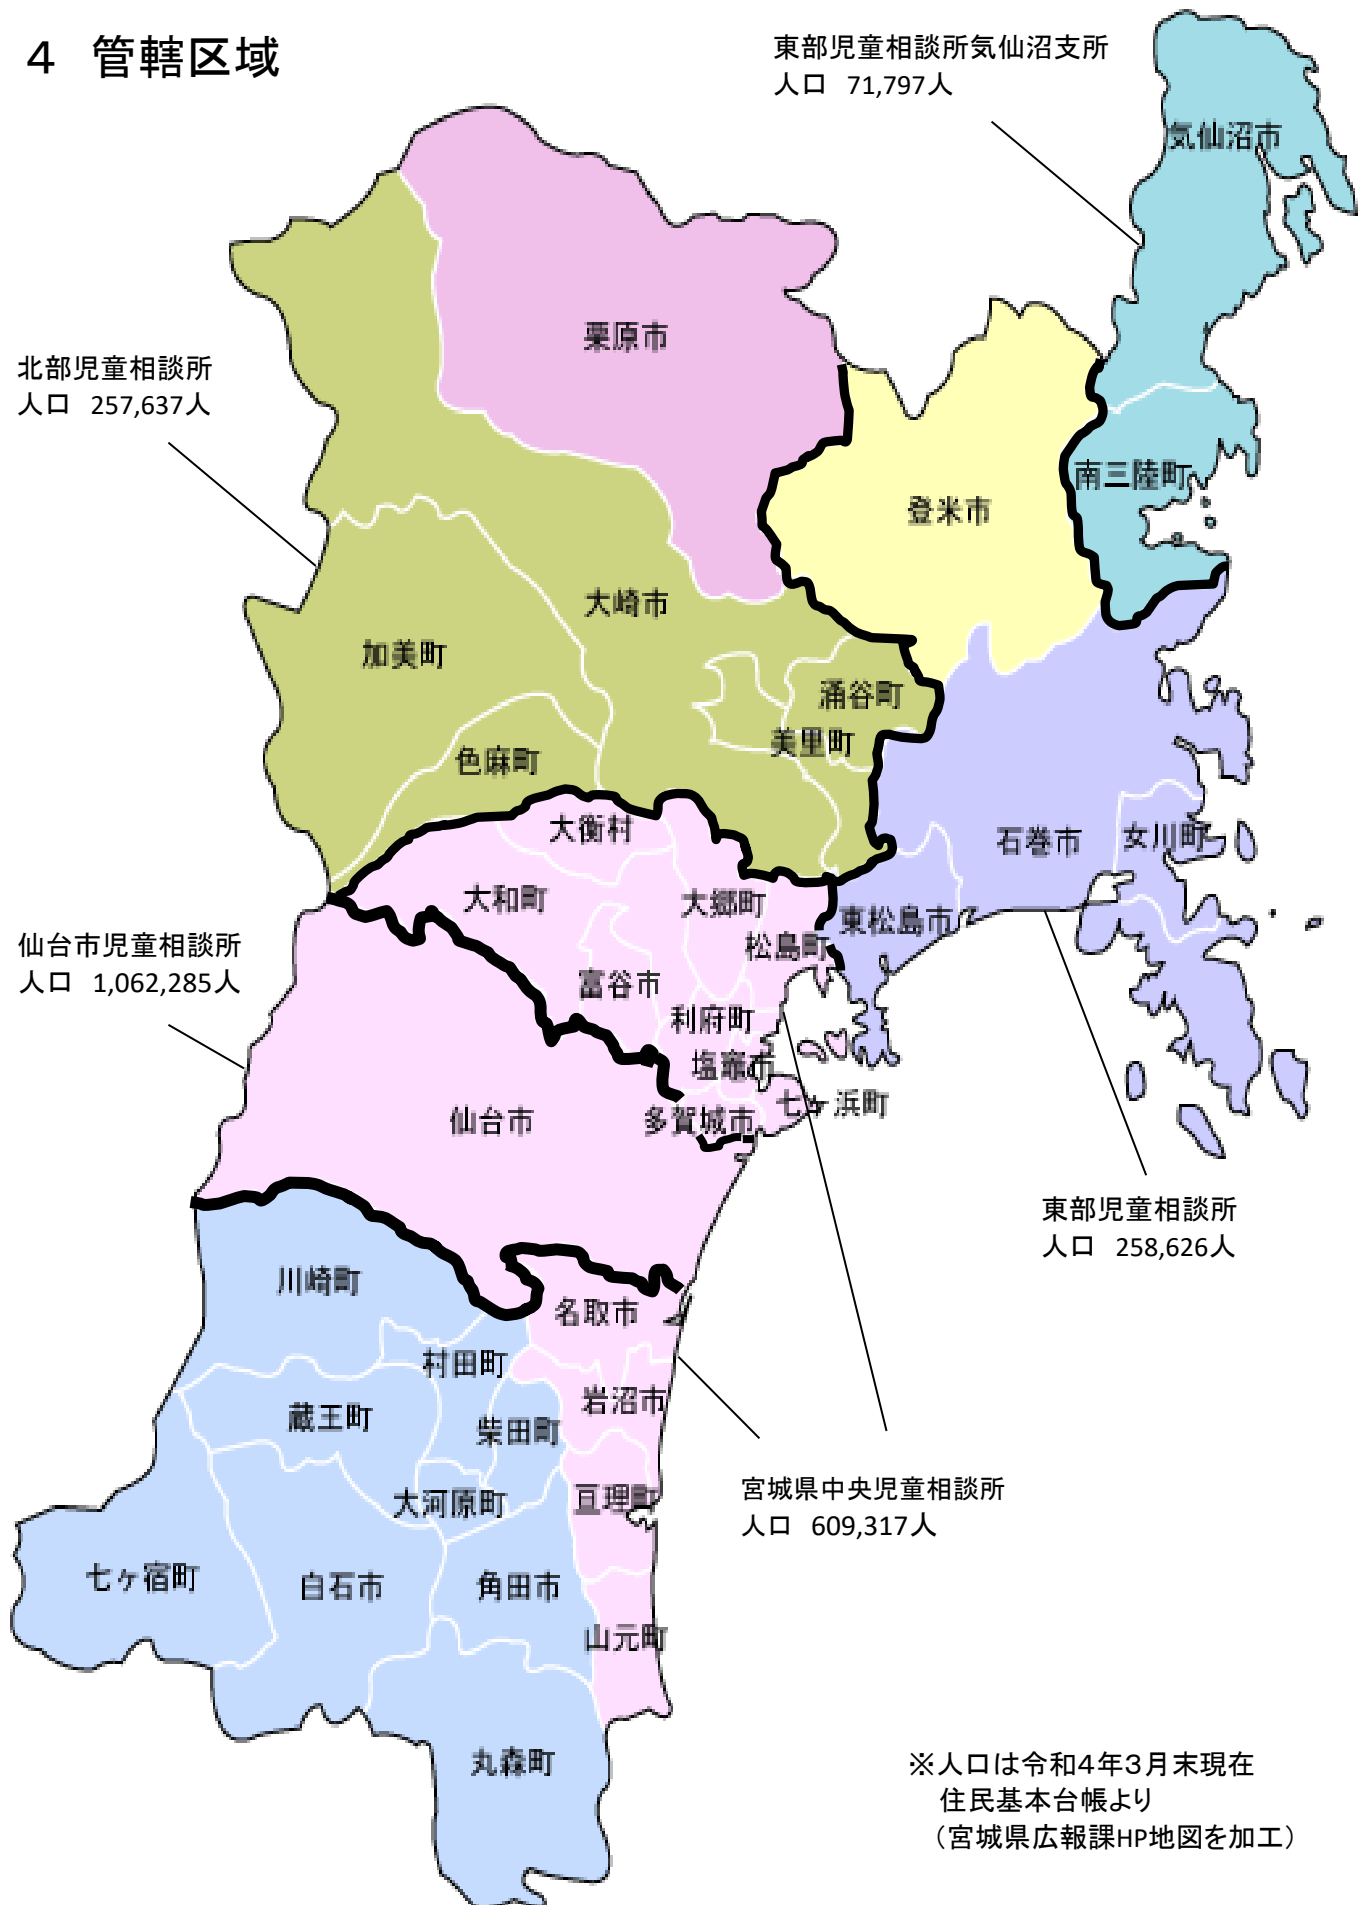 4 管轄区域
東部児童相談所気仙沼支所
人口 71,797人
気仙沼市
栗原市
北部児童相談所
人口 257,637人
南三陸町
登米市
大崎市
加美町
涌谷町
美里町
色麻町
大衡村
石巻市
女川町
大和町
大郷町
東松島市
松島町
仙台市児童相談所
人口 1,062,285人
富谷市
利府町
塩竈市
七ヶ浜町
仙台市
多賀城市
東部児童相談所
人口 258,626人
川崎町
名取市
村田町
岩沼市
蔵王町
柴田町
宮城県中央児童相談所
人口 609,317人
大河原町
亘理町
七ヶ宿町
白石市
角田市
山元町
丸森町
※人口は令和4年3月末現在
住民基本台帳より
（宮城県広報課HP地図を加工）